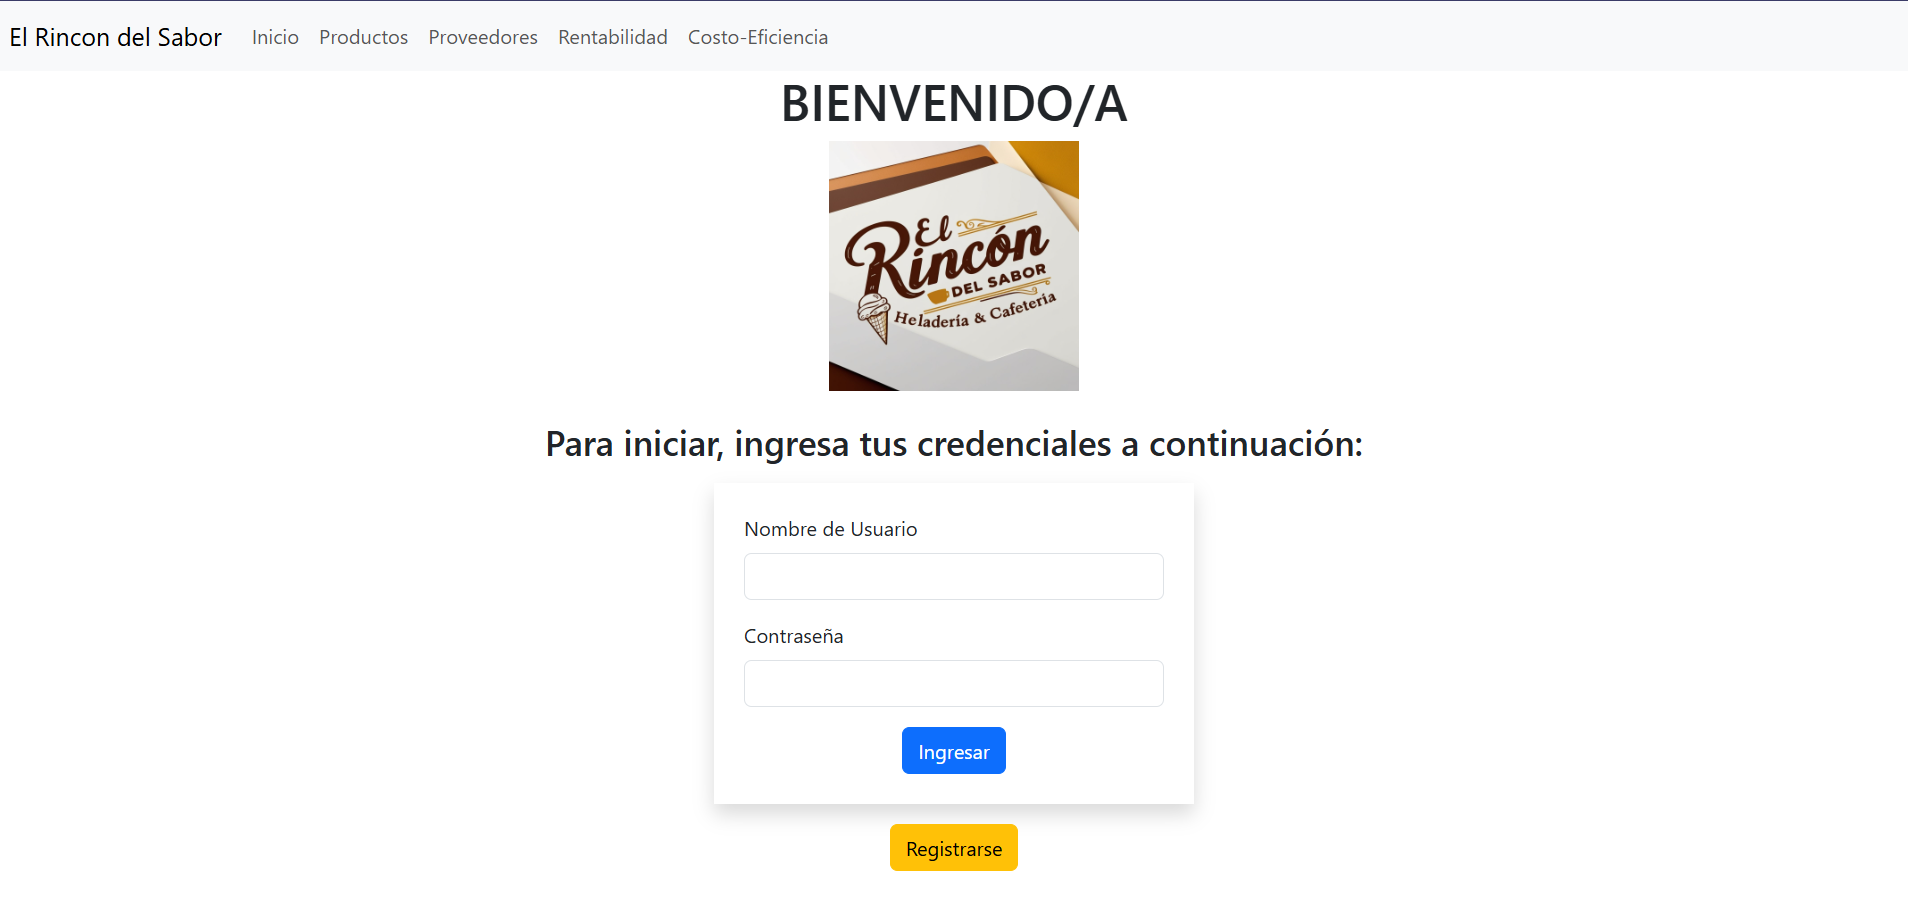 El Rincon del Sabor Inicio Productos Proveedores Rentabilidad Costo-Eficiencia
BIENVENIDO/A
El
Rincón
DEL SABOR
Heladería & Cafetería
Para iniciar, ingresa tus credenciales a continuación:
Nombre de Usuario
Contraseña
Ingresar
Registrarse